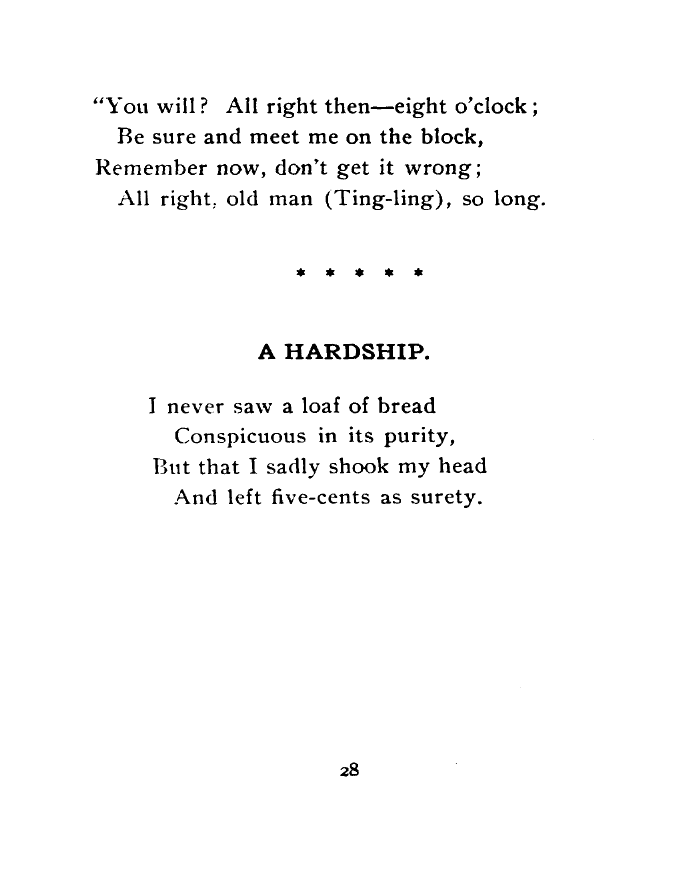 “You will? All right then—eight o’clock;
Be sure and meet me on the block,
Remember now, don’t get it wrong;
All right, old man (Ting-ling), so long.
* * * * *
A HARDSHIP.
I never saw a loaf of bread
Conspicuous in its purity,
But that I sadly shook my head
And left five-cents as surety.
28